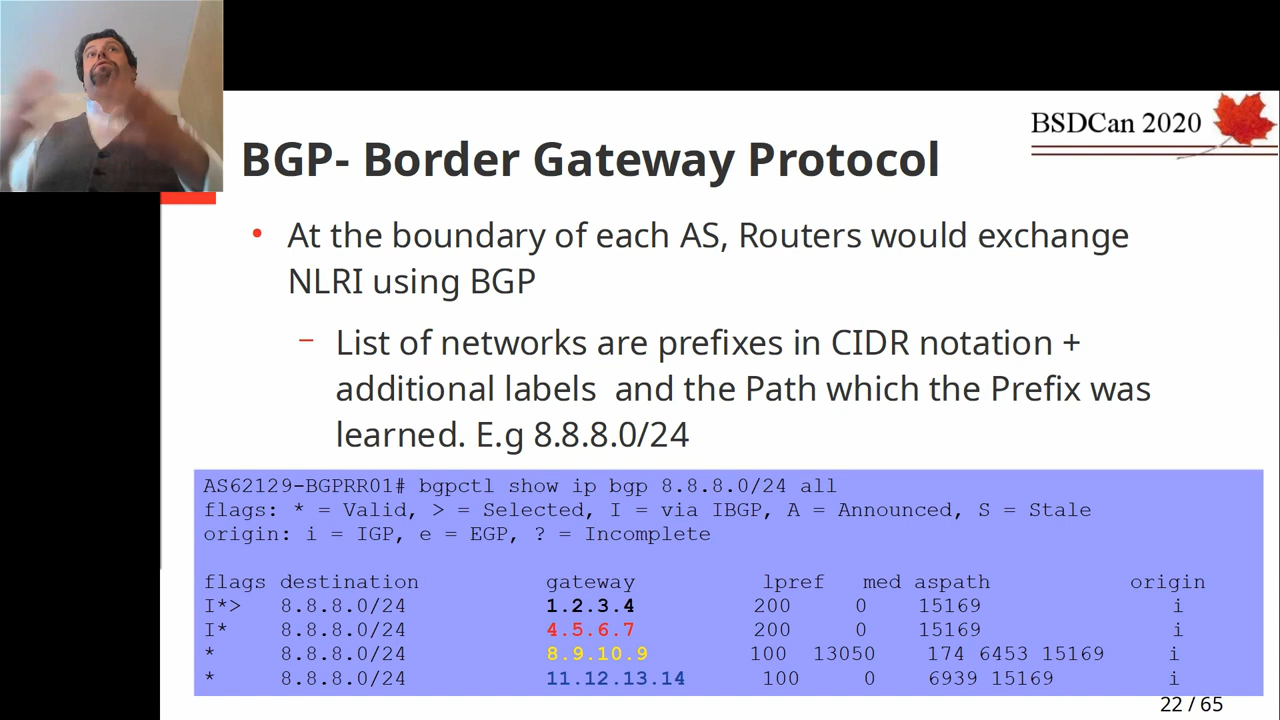 BSDCan 2020
BGP- Border Gateway Protocol
• At the boundary of each AS, Routers would exchange
NLRI using BGP
– List of networks are prefixes in CIDR notation +
additional labels  and the Path which the Prefix was
learned. E.g 8.8.8.0/24
AS62129-BGPRR01# bgpctl show ip bgp 8.8.8.0/24 all
flags: * = Valid, > = Selected, I = via IBGP, A = Announced, S = Stale
origin: i = IGP, e = EGP, ? = Incomplete
flags destination gateway lpref med aspath origin
I*> 8.8.8.0/24 1.2.3.4 200 0 15169 i
I* 8.8.8.0/24 4.5.6.7 200 0 15169 i
* 8.8.8.0/24 8.9.10.9 100 13050 174 6453 15169 i
* 8.8.8.0/24 11.12.13.14 100 0 6939 15169 i
22 / 65